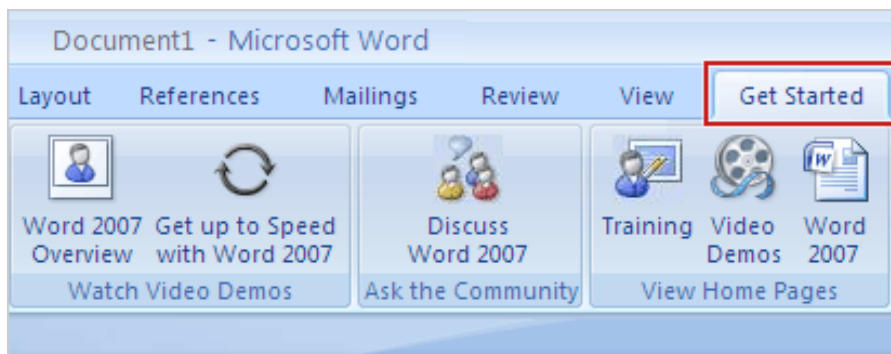 Document1 - Microsoft Word
Layout References Mailings Review View Get Started
Word 2007 Get up to Speed Discuss Training Video Word
Overview with Word 2007 Word 2007 Demos 2007
Watch Video Demos Ask the Community View Home Pages